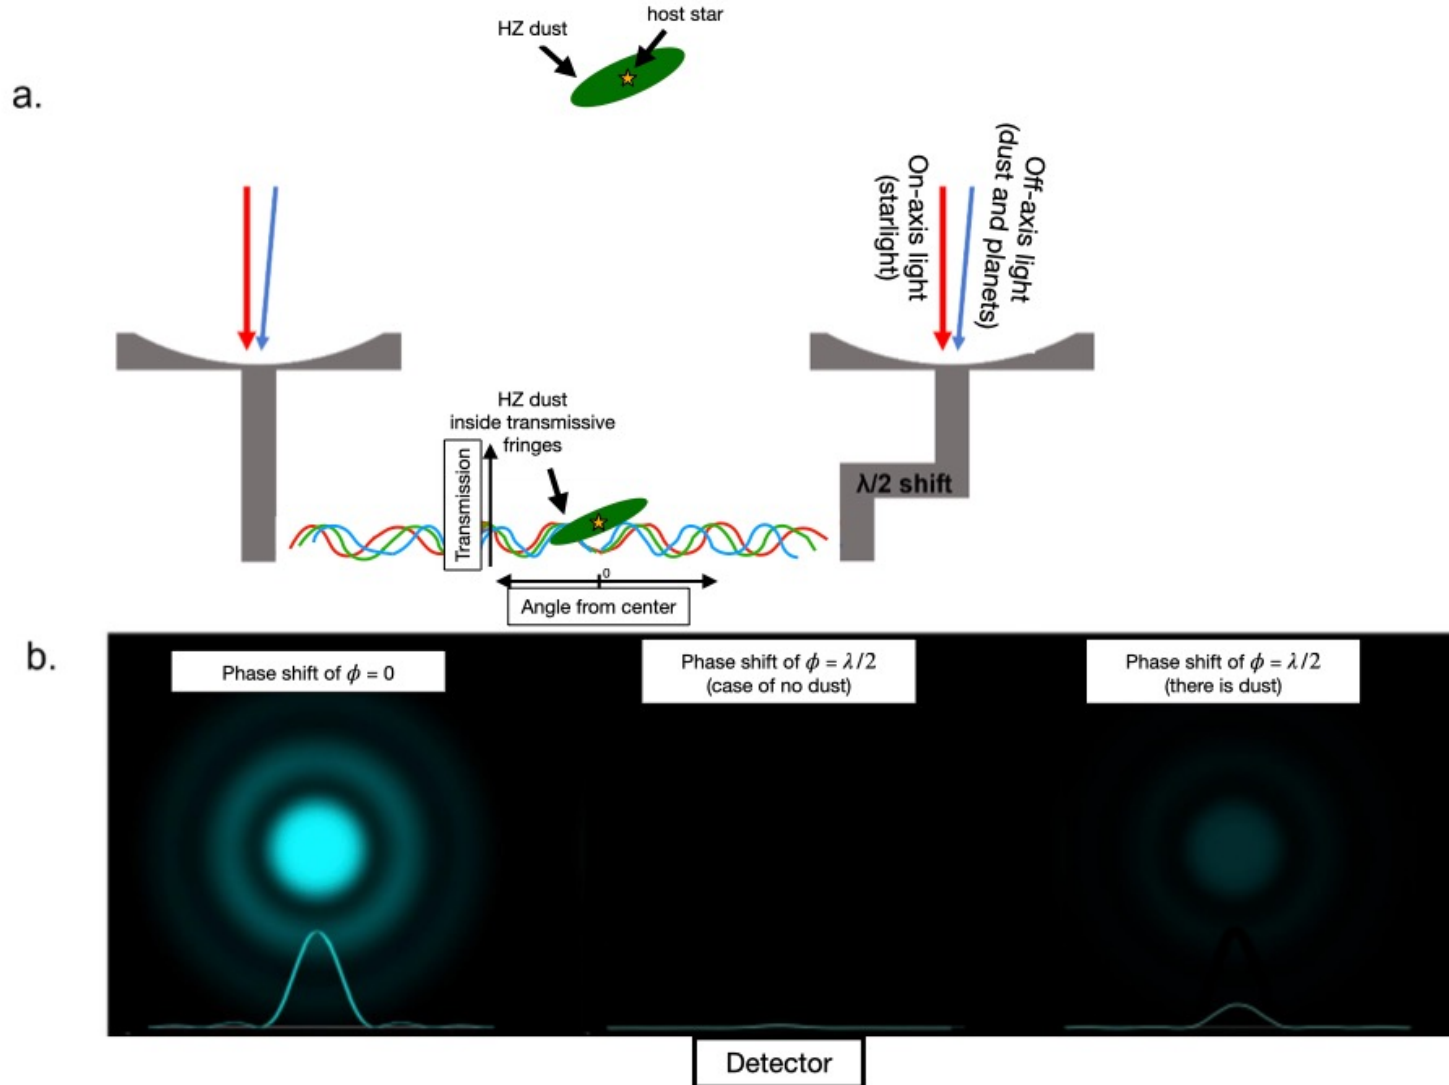 a.
HZ dust
host star
On-axis light
(starlight)
Off-axis light
(dust and planets)
HZ dust
inside transmissive
fringes
Transmission
λ/2 shift
0
Angle from center
b.
Phase shift of ϕ = 0
Phase shift of ϕ = λ/2
(case of no dust)
Phase shift of ϕ = λ/2
(there is dust)
Detector